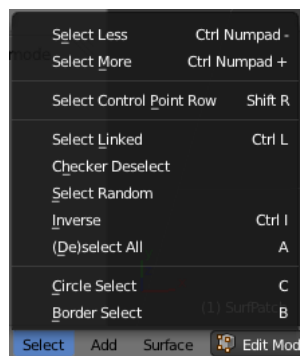 Select Less Ctrl Numpad -
mode
Select More Ctrl Numpad +
Select Control Point Row Shift R
Select Linked Ctrl L
Checker Deselect
Select Random
Inverse Ctrl I
(De)select All A
Circle Select C
(1) SurfPatch
Border Select B
Select Add Surface Edit Mod